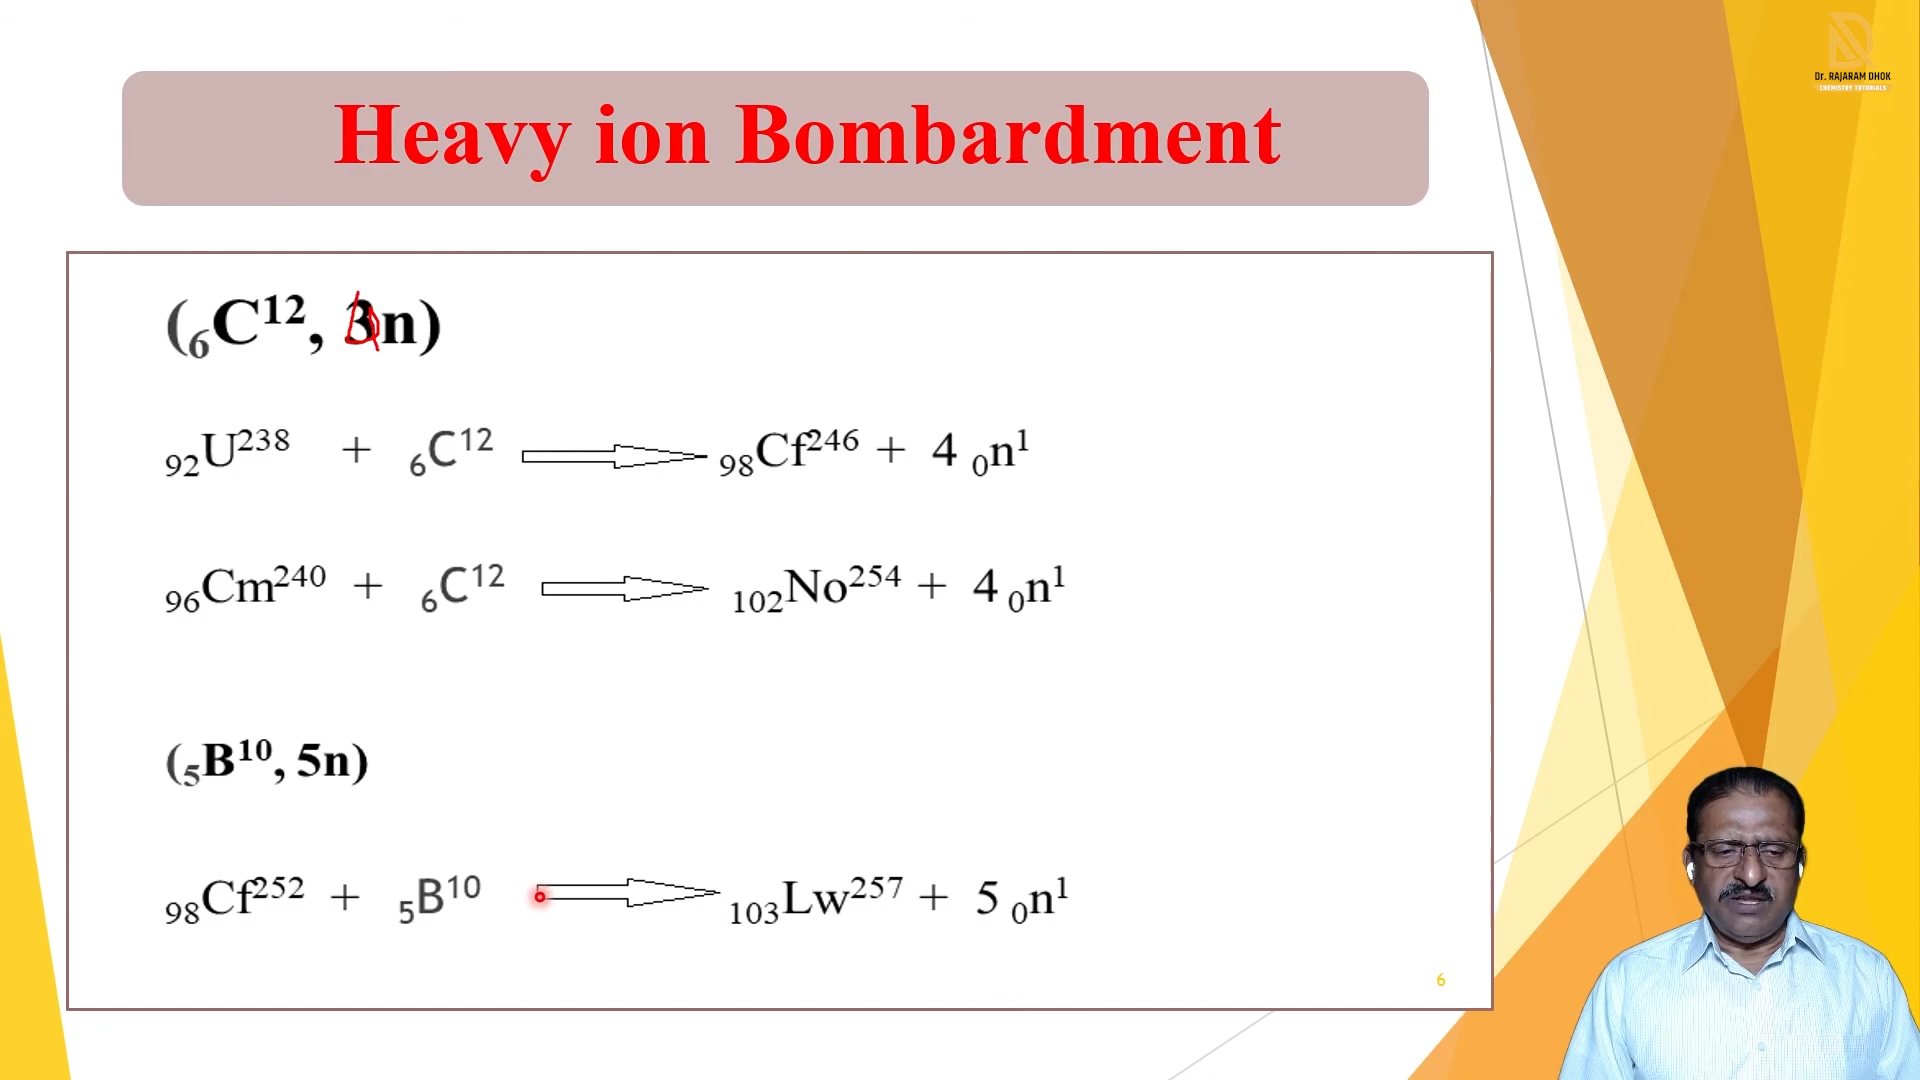 Dr. RAJARAM DHOK
CHEMISTRY TUTORIALS
Heavy ion Bombardment
(₆C¹², 3n)
₉₂U²³⁸ + ₆C¹² ⟹ ₉₈Cf²⁴⁶ + 4 ₀n¹
₉₆Cm²⁴⁰ + ₆C¹² ⟹ ₁₀₂No²⁵⁴ + 4 ₀n¹
(₅B¹⁰, 5n)
₉₈Cf²⁵² + ₅B¹⁰ ⟹ ₁₀₃Lw²⁵⁷ + 5 ₀n¹
6